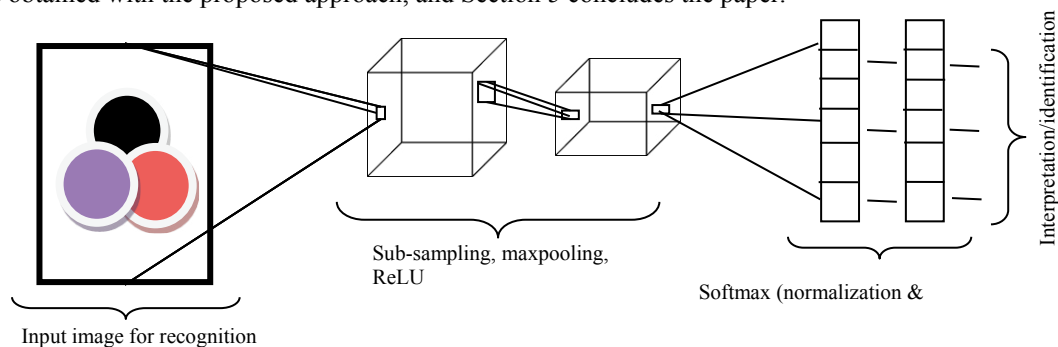 obtained with the proposed approach, and Section 5 concludes the paper.
Interpretation/identification
Sub-sampling, maxpooling,
ReLU
Softmax (normalization &
Input image for recognition